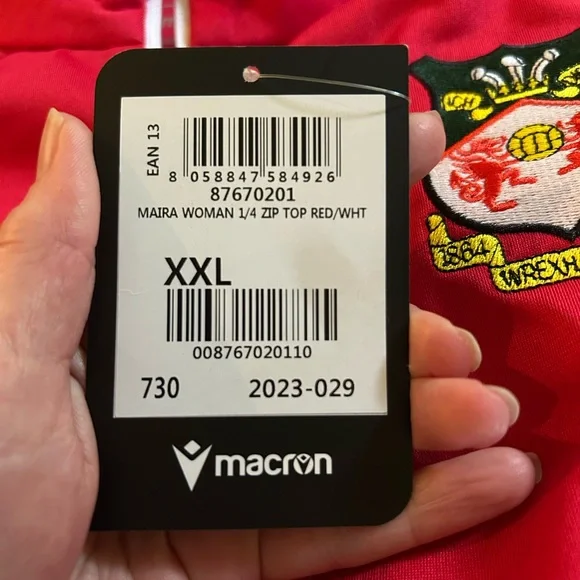 EAN 13
8 058847 584926
87670201
MAIRA WOMAN 1/4 ZIP TOP RED/WHT
XXL
008767020110
730 2023-029
macron
1864
WREXH